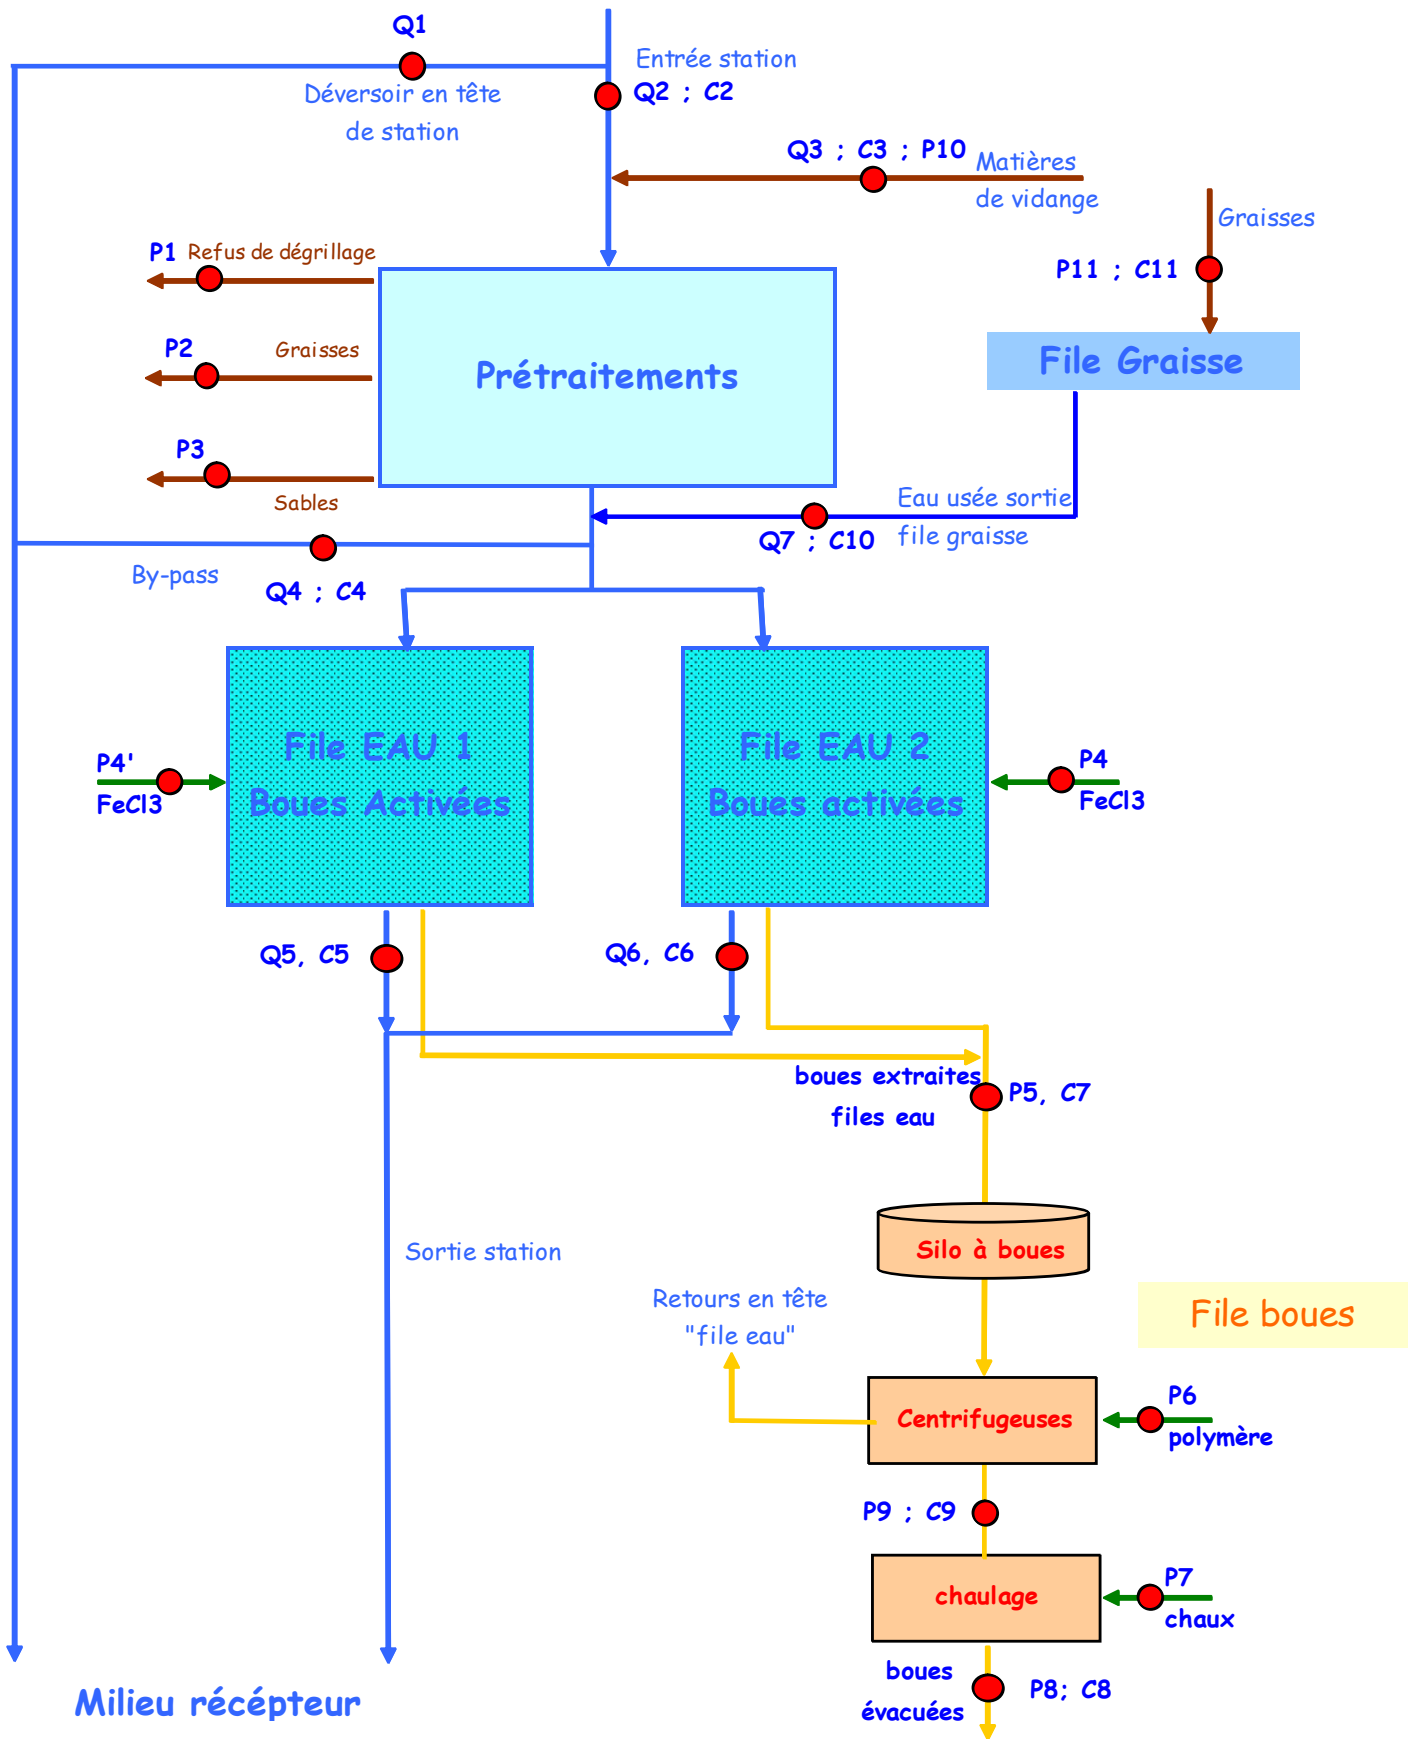 Q1
Entrée station
Q2 ; C2
Déversoir en tête
de station
Q3 ; C3 ; P10
Matières
de vidange
Graisses
P1 Refus de dégrillage
P11 ; C11
P2 Graisses
File Graisse
Prétraitements
P3
Sables
Eau usée sortie
file graisse
Q7 ; C10
By-pass
Q4 ; C4
File EAU 1
Boues Activées
File EAU 2
Boues activées
P4'
FeCl3
P4
FeCl3
Q5, C5
Q6, C6
boues extraites
files eau
P5, C7
Sortie station
Silo à boues
Retours en tête
"file eau"
File boues
Centrifugeuses
P6
polymère
P9 ; C9
chaulage
P7
chaux
boues
évacuées
P8; C8
Milieu récépteur